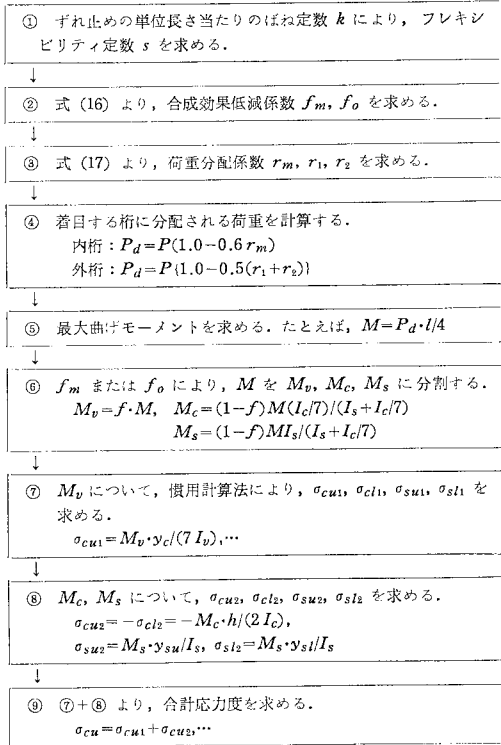 ① ずれ止めの単位長さ当たりのばね定数 k により，フレキシ
ビリティ定数 s を求める．
↓
② 式 (16) より，合成効果低減係数 fm, fo を求める．
↓
③ 式 (17) より，荷重分配係数 rm, r1, r2 を求める．
↓
④ 着目する桁に分配される荷重を計算する．
内桁：Pd=P(1.0−0.6 rm)
外桁：Pd=P{1.0−0.5(r1+r2)}
↓
⑤ 最大曲げモーメントを求める．たとえば，M=Pd·l/4
↓
⑥ fm または fo により，M を Mv, Mc, Ms に分割する．
Mv=f·M, Mc=(1−f)M(Ic/7)/(Is+Ic/7)
Ms=(1−f)MIs/(Is+Ic/7)
↓
⑦ Mv について，慣用計算法により，σcu1, σcl1, σsu1, σsl1 を
求める．
σcu1=Mv·yc/(7 Iv),…
↓
⑧ Mc, Ms について，σcu2, σcl2, σsu2, σsl2 を求める．
σcu2=−σcl2=−Mc·h/(2 Ic),
σsu2=Ms·ysu/Is, σsl2=Ms·ysl/Is
↓
⑨ ⑦+⑧ より，合計応力度を求める．
σcu=σcu1+σcu2,…